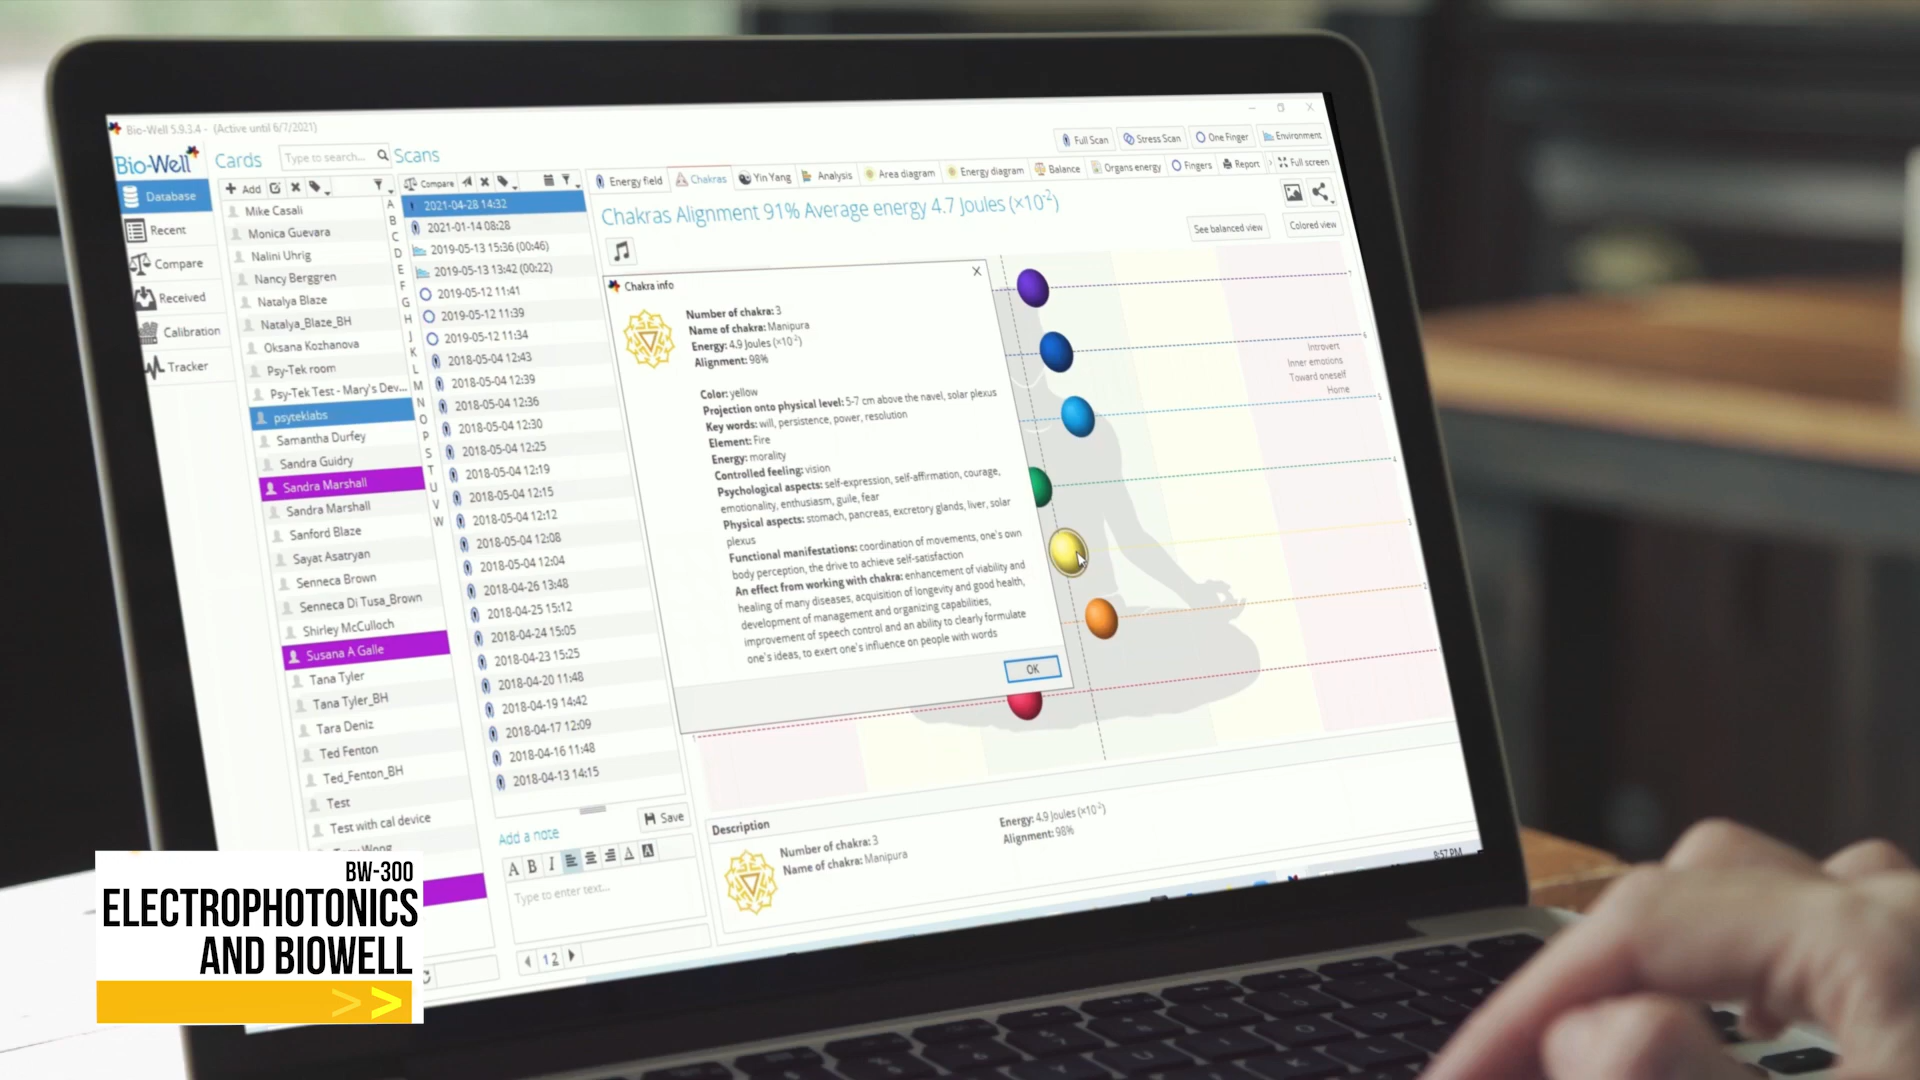 Bio-Well 5.9.3.4 - (Active until 6/7/2021)
Bio-Well
Cards
Type to search...
Scans
Full Scan
Stress Scan
One Finger
Environment
Database
Recent
Compare
Received
Calibration
Tracker
Add
Mike Casali
Monica Guevara
Nalini Uhrig
Nancy Berggren
Natalya Blaze
Natalya_Blaze_BH
Oksana Kozhanova
Psy-Tek room
Psy-Tek Test - Mary's Dev...
psyteklabs
Samantha Durfey
Sandra Guidry
Sandra Marshall
Sandra Marshall
Sanford Blaze
Sayat Asatryan
Senneca Brown
Senneca Di Tusa_Brown
Shirley McCulloch
Susana A Galle
Tana Tyler
Tana Tyler_BH
Tara Deniz
Ted Fenton
Ted_Fenton_BH
Test
Test with cal device
A
B
C
D
E
F
G
H
J
K
L
M
N
O
P
S
T
U
V
W
Compare
2021-04-28 14:32
2021-01-14 08:28
2019-05-13 15:36 (00:46)
2019-05-13 13:42 (00:22)
2019-05-12 11:41
2019-05-12 11:39
2019-05-12 11:34
2018-05-04 12:43
2018-05-04 12:39
2018-05-04 12:36
2018-05-04 12:30
2018-05-04 12:25
2018-05-04 12:19
2018-05-04 12:15
2018-05-04 12:12
2018-05-04 12:08
2018-05-04 12:04
2018-04-26 13:48
2018-04-25 15:12
2018-04-24 15:05
2018-04-23 15:25
2018-04-20 11:48
2018-04-19 14:42
2018-04-17 12:09
2018-04-16 11:48
2018-04-13 14:15
Save
Add a note
A B I A A
Type to enter text...
1 2
Energy field
Chakras
Yin Yang
Analysis
Area diagram
Energy diagram
Balance
Organs energy
Fingers
Report
Full screen
Chakras Alignment 91% Average energy 4.7 Joules (×10⁻²)
See balanced view
Colored view
Chakra info
Number of chakra: 3
Name of chakra: Manipura
Energy: 4.9 Joules (×10⁻²)
Alignment: 98%
Color: yellow
Projection onto physical level: 5-7 cm above the navel, solar plexus
Key words: will, persistence, power, resolution
Element: Fire
Energy: morality
Controlled feeling: vision
Psychological aspects: self-expression, self-affirmation, courage,
emotionality, enthusiasm, guile, fear
Physical aspects: stomach, pancreas, excretory glands, liver, solar
plexus
Functional manifestations: coordination of movements, one's own
body perception, the drive to achieve self-satisfaction
An effect from working with chakra: enhancement of viability and
healing of many diseases, acquisition of longevity and good health,
development of management and organizing capabilities,
improvement of speech control and an ability to clearly formulate
one's ideas, to exert one's influence on people with words
OK
Introvert
Inner emotions
Toward oneself
Home
7
6
5
4
3
2
1
Description
Number of chakra: 3
Name of chakra: Manipura
Energy: 4.9 Joules (×10⁻²)
Alignment: 98%
8:57 PM
BW-300
ELECTROPHOTONICS
AND BIOWELL
>>